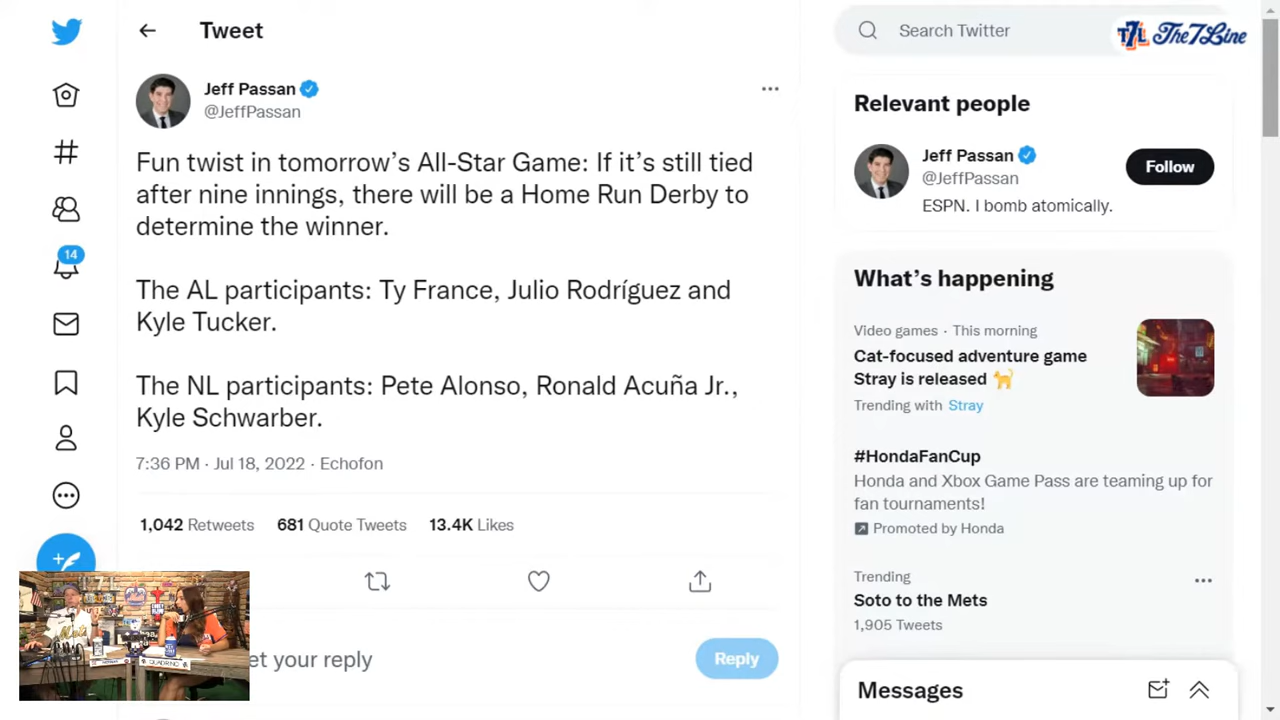 Tweet
Search Twitter
T7L The7Line
Jeff Passan
@JeffPassan
Fun twist in tomorrow's All-Star Game: If it's still tied
after nine innings, there will be a Home Run Derby to
determine the winner.
The AL participants: Ty France, Julio Rodríguez and
Kyle Tucker.
The NL participants: Pete Alonso, Ronald Acuña Jr.,
Kyle Schwarber.
7:36 PM · Jul 18, 2022 · Echofon
1,042 Retweets 681 Quote Tweets 13.4K Likes
et your reply
Reply
14
Relevant people
Jeff Passan
@JeffPassan
Follow
ESPN. I bomb atomically.
What's happening
Video games · This morning
Cat-focused adventure game
Stray is released 🐈
Trending with Stray
#HondaFanCup
Honda and Xbox Game Pass are teaming up for
fan tournaments!
Promoted by Honda
Trending
Soto to the Mets
1,905 Tweets
Messages